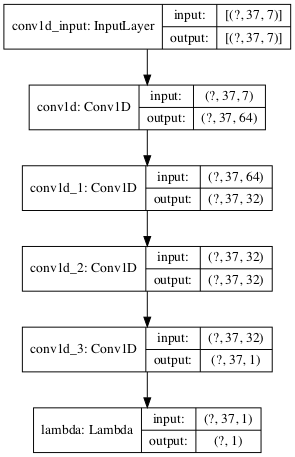 conv1d_input: InputLayer
input:
[(?, 37, 7)]
output:
[(?, 37, 7)]
conv1d: Conv1D
input:
(?, 37, 7)
output:
(?, 37, 64)
conv1d_1: Conv1D
input:
(?, 37, 64)
output:
(?, 37, 32)
conv1d_2: Conv1D
input:
(?, 37, 32)
output:
(?, 37, 32)
conv1d_3: Conv1D
input:
(?, 37, 32)
output:
(?, 37, 1)
lambda: Lambda
input:
(?, 37, 1)
output:
(?, 1)